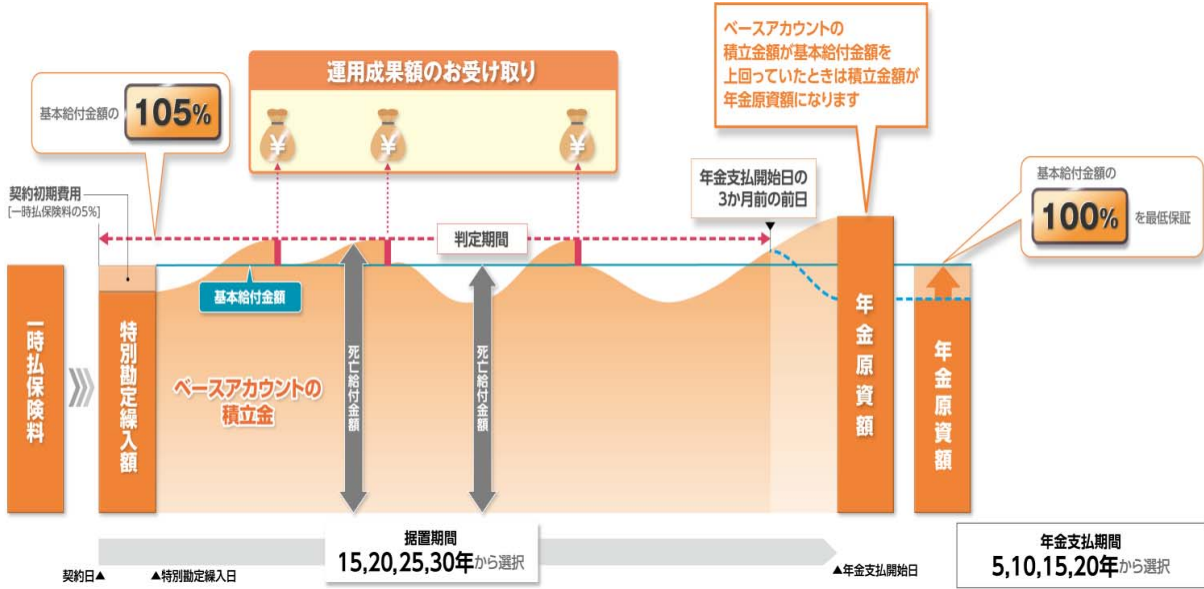 ベースアカウントの
積立金額が基本給付金額を
上回っていたときは積立金額が
年金原資額になります
運用成果額のお受け取り
¥
¥
¥
基本給付金額の 105%
契約初期費用
[一時払保険料の5%]
年金支払開始日の
3か月前の前日
基本給付金額の
100% を最低保証
判定期間
基本給付金額
一時払保険料
特別勘定繰入額
ベースアカウントの
積立金
死亡給付金額
死亡給付金額
年金原資額
年金原資額
据置期間
15,20,25,30年から選択
年金支払期間
5,10,15,20年から選択
契約日▲
▲特別勘定繰入日
▲年金支払開始日